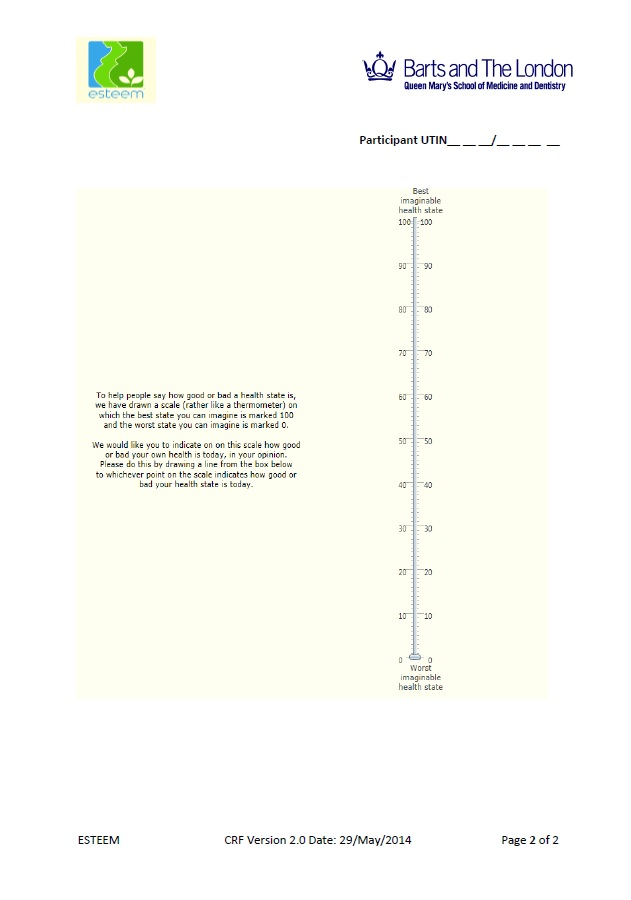 esteem
Barts and The London
Queen Mary's School of Medicine and Dentistry
Participant UTIN__ __ __/__ __ __ __
To help people say how good or bad a health state is,
we have drawn a scale (rather like a thermometer) on
which the best state you can imagine is marked 100
and the worst state you can imagine is marked 0.
We would like you to indicate on on this scale how good
or bad your own health is today, in your opinion.
Please do this by drawing a line from the box below
to whichever point on the scale indicates how good or
bad your health state is today.
Best
imaginable
health state
100 100
90 90
80 80
70 70
60 60
50 50
40 40
30 30
20 20
10 10
0 0
Worst
imaginable
health state
ESTEEM CRF Version 2.0 Date: 29/May/2014 Page 2 of 2